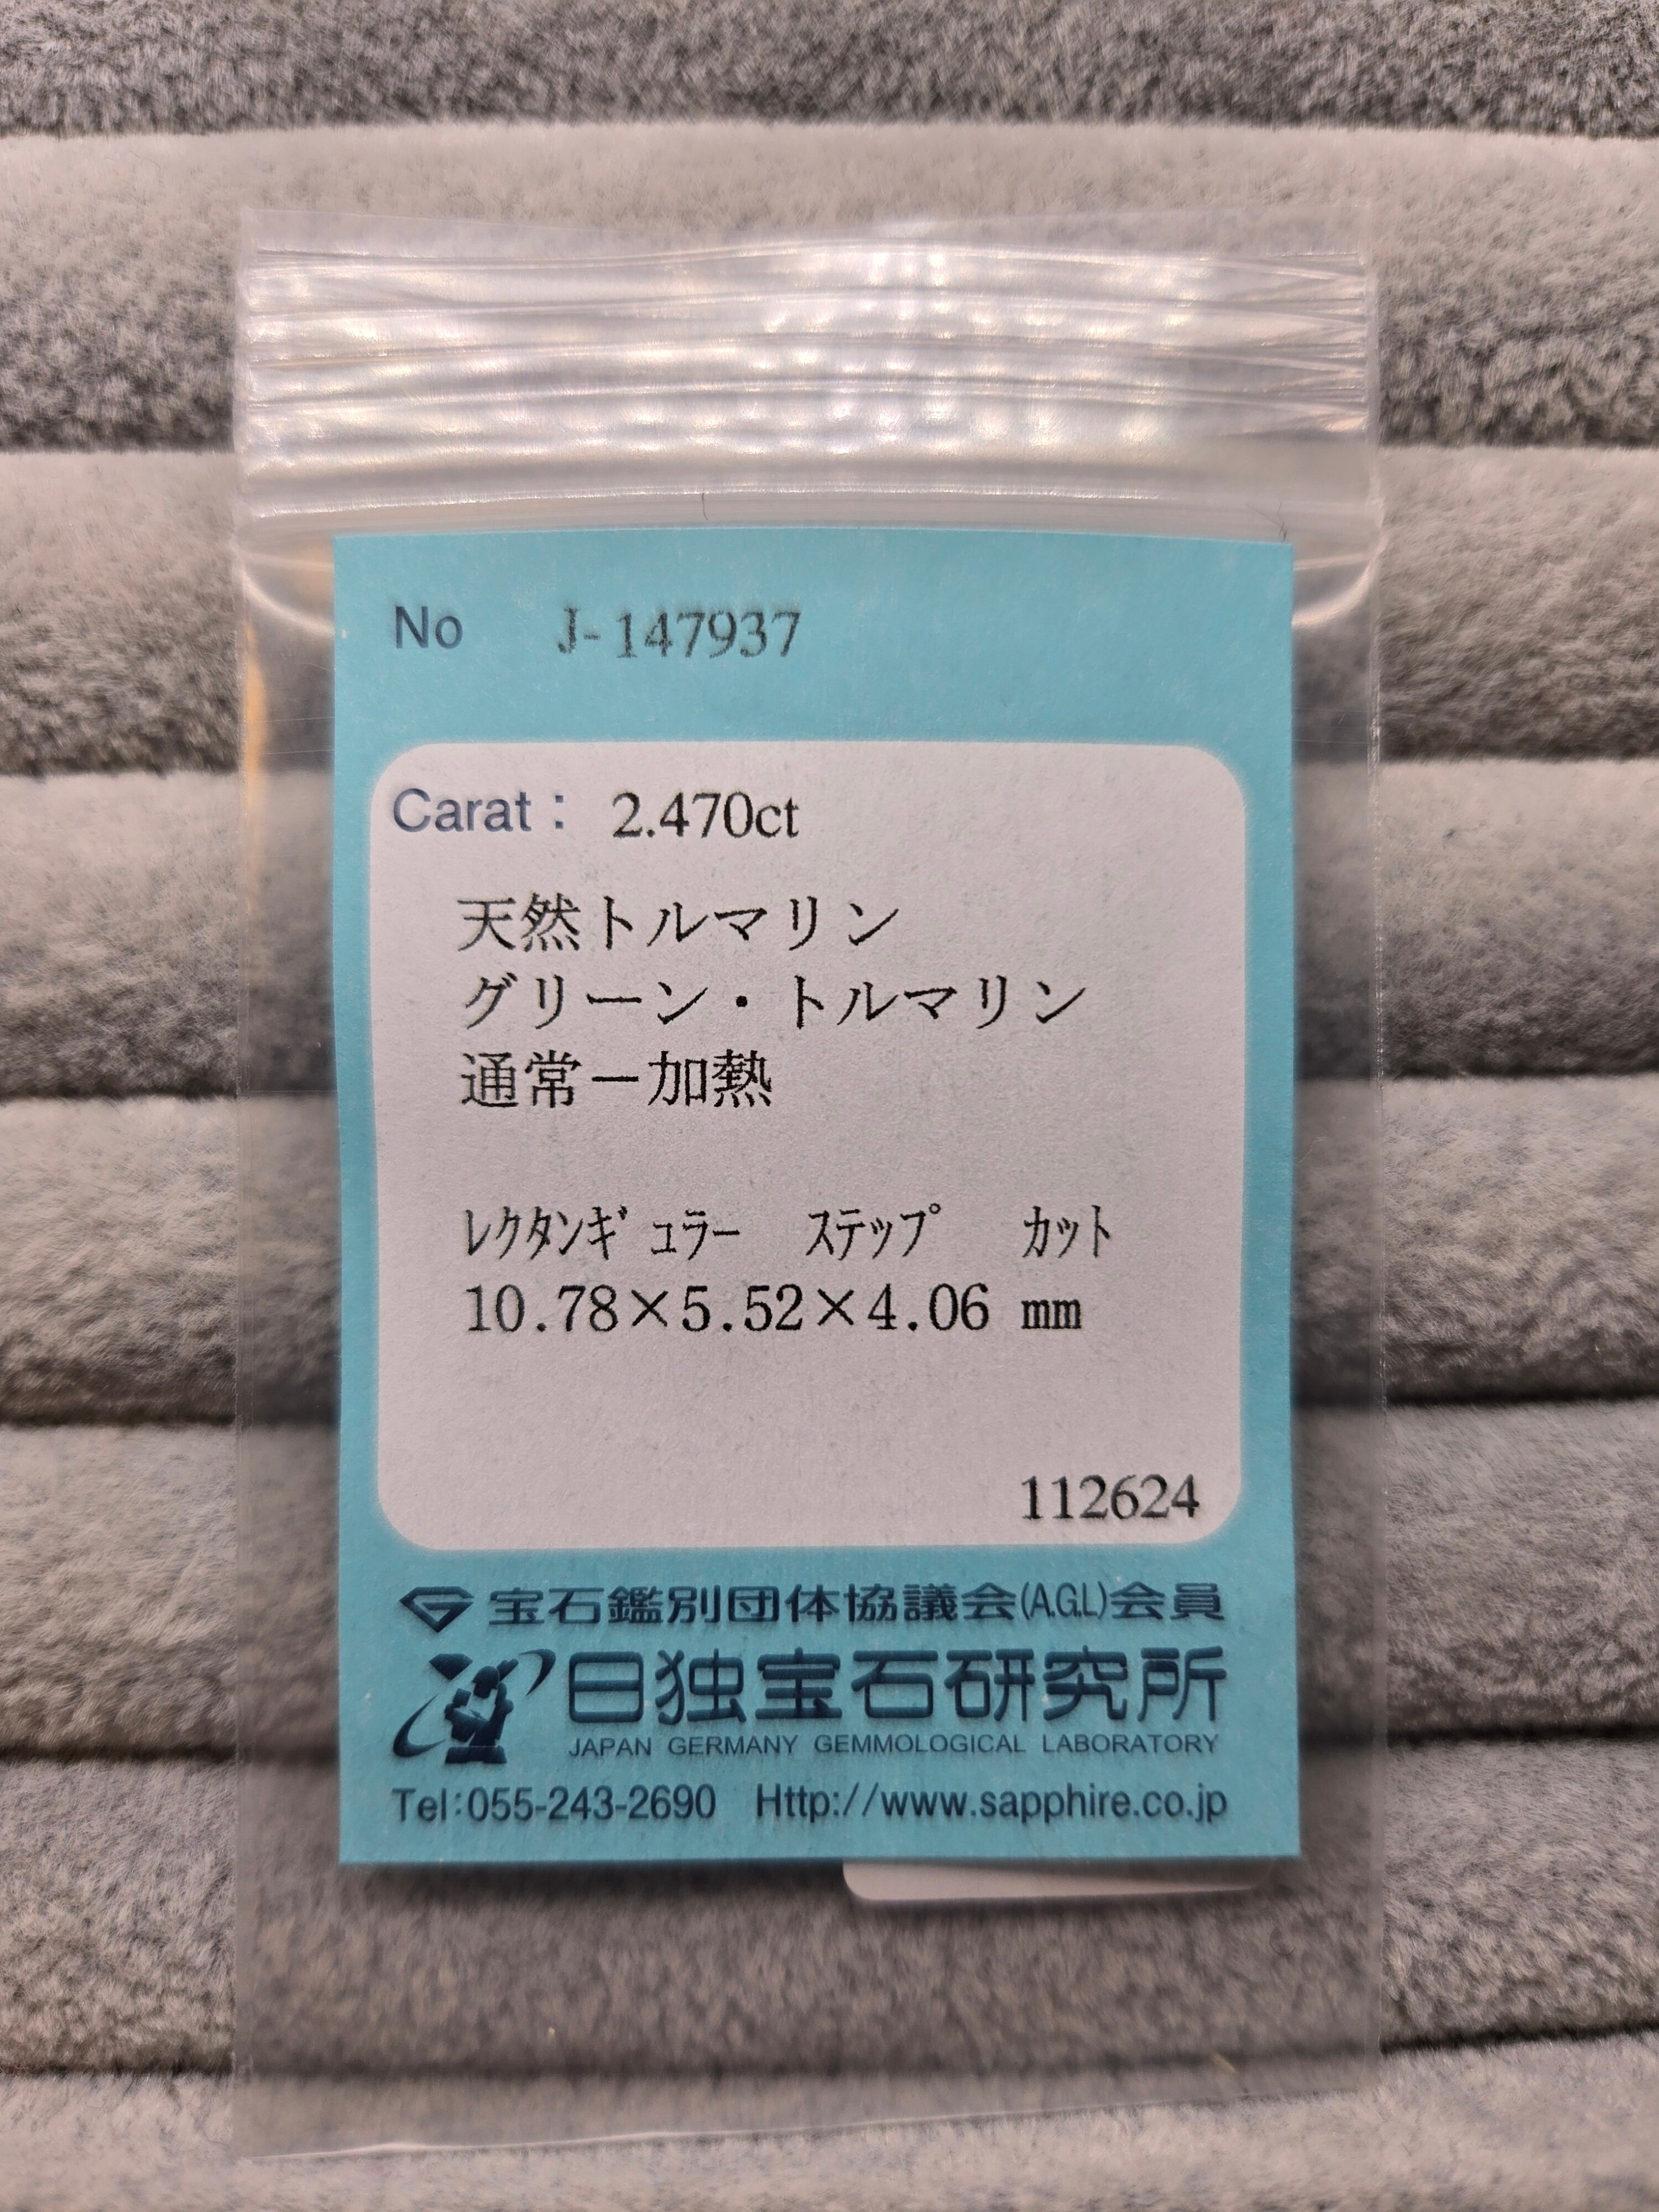 No J-147937
Carat: 2.470ct
天然トルマリン
グリーン・トルマリン
通常－加熱
ﾚｸﾀﾝｷﾞｭﾗｰ ｽﾃｯﾌﾟ ｶｯﾄ
10.78×5.52×4.06 mm
112624
宝石鑑別団体協議会(A.G.L)会員
日独宝石研究所
JAPAN GERMANY GEMMOLOGICAL LABORATORY
Tel:055-243-2690 Http://www.sapphire.co.jp